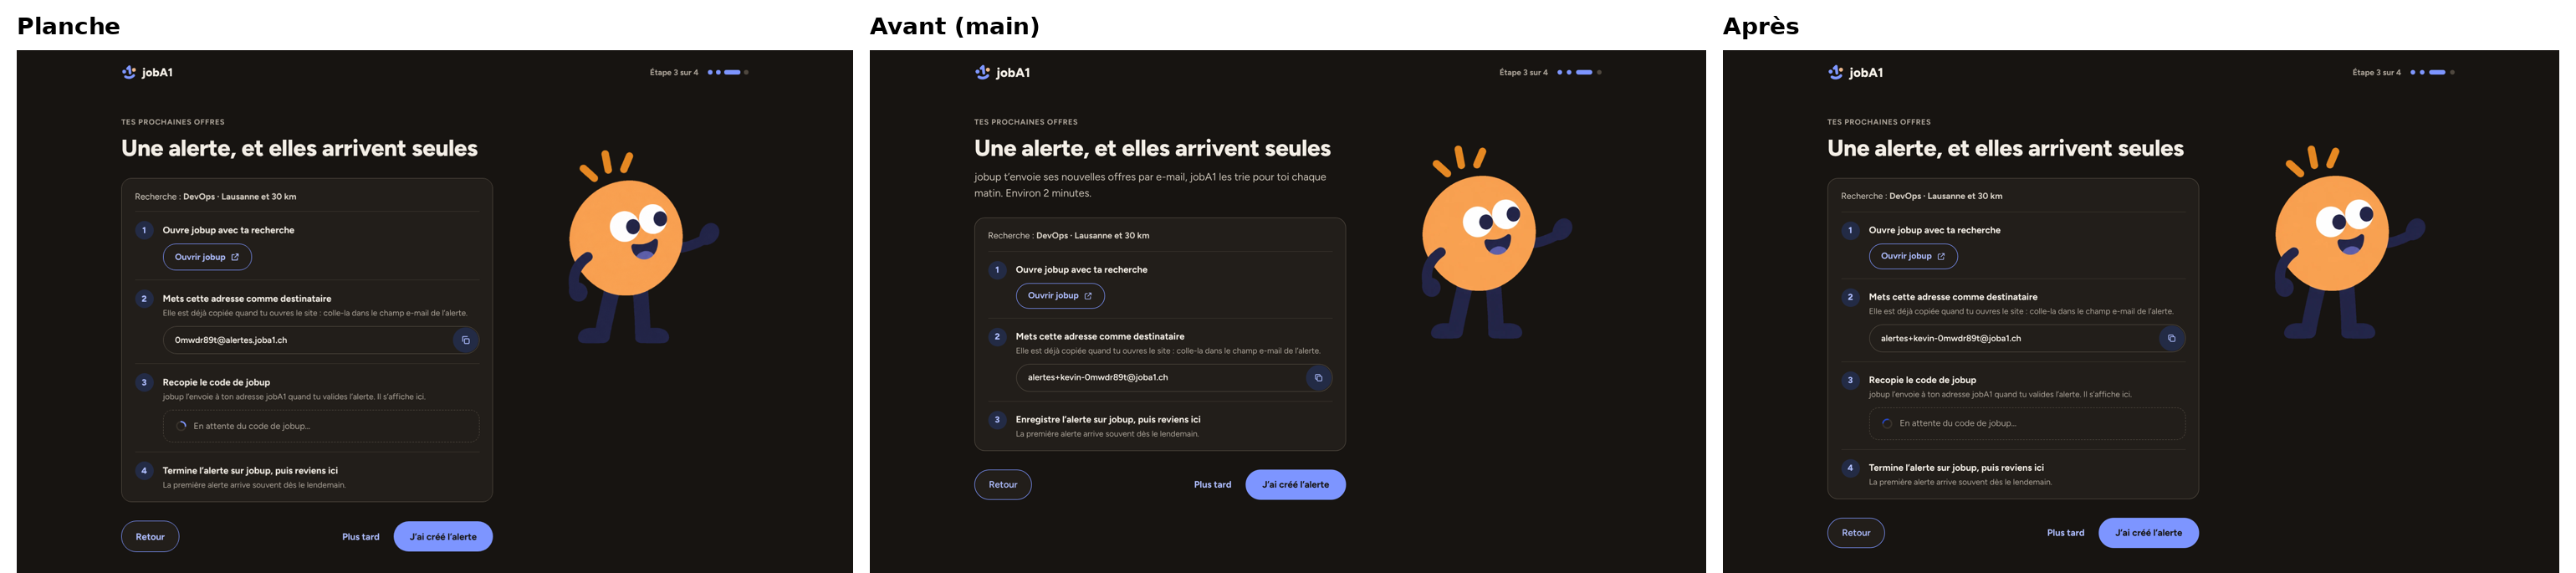 Planche
jobA1
Étape 3 sur 4
TES PROCHAINES OFFRES
Une alerte, et elles arrivent seules
Recherche : DevOps · Lausanne et 30 km
1
Ouvre jobup avec ta recherche
Ouvrir jobup
2
Mets cette adresse comme destinataire
Elle est déjà copiée quand tu ouvres le site : colle-la dans le champ e-mail de l'alerte.
0mwdr89t@alertes.joba1.ch
3
Recopie le code de jobup
jobup l'envoie à ton adresse jobA1 quand tu valides l'alerte. Il s'affiche ici.
En attente du code de jobup...
4
Termine l'alerte sur jobup, puis reviens ici
La première alerte arrive souvent dès le lendemain.
Retour
Plus tard
J'ai créé l'alerte
Avant (main)
jobA1
Étape 3 sur 4
TES PROCHAINES OFFRES
Une alerte, et elles arrivent seules
jobup t'envoie ses nouvelles offres par e-mail, jobA1 les trie pour toi chaque
matin. Environ 2 minutes.
Recherche : DevOps · Lausanne et 30 km
1
Ouvre jobup avec ta recherche
Ouvrir jobup
2
Mets cette adresse comme destinataire
Elle est déjà copiée quand tu ouvres le site : colle-la dans le champ e-mail de l'alerte.
alertes+kevin-0mwdr89t@joba1.ch
3
Enregistre l'alerte sur jobup, puis reviens ici
La première alerte arrive souvent dès le lendemain.
Retour
Plus tard
J'ai créé l'alerte
Après
jobA1
Étape 3 sur 4
TES PROCHAINES OFFRES
Une alerte, et elles arrivent seules
Recherche : DevOps · Lausanne et 30 km
1
Ouvre jobup avec ta recherche
Ouvrir jobup
2
Mets cette adresse comme destinataire
Elle est déjà copiée quand tu ouvres le site : colle-la dans le champ e-mail de l'alerte.
alertes+kevin-0mwdr89t@joba1.ch
3
Recopie le code de jobup
jobup l'envoie à ton adresse jobA1 quand tu valides l'alerte. Il s'affiche ici.
En attente du code de jobup...
4
Termine l'alerte sur jobup, puis reviens ici
La première alerte arrive souvent dès le lendemain.
Retour
Plus tard
J'ai créé l'alerte